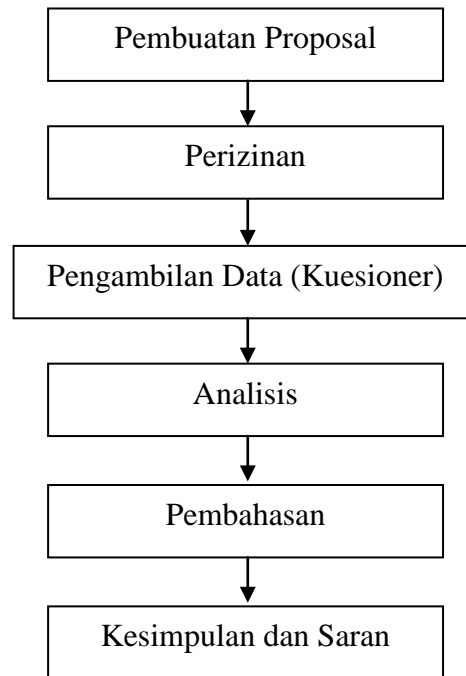 Pembuatan Proposal
Perizinan
Pengambilan Data (Kuesioner)
Analisis
Pembahasan
Kesimpulan dan Saran